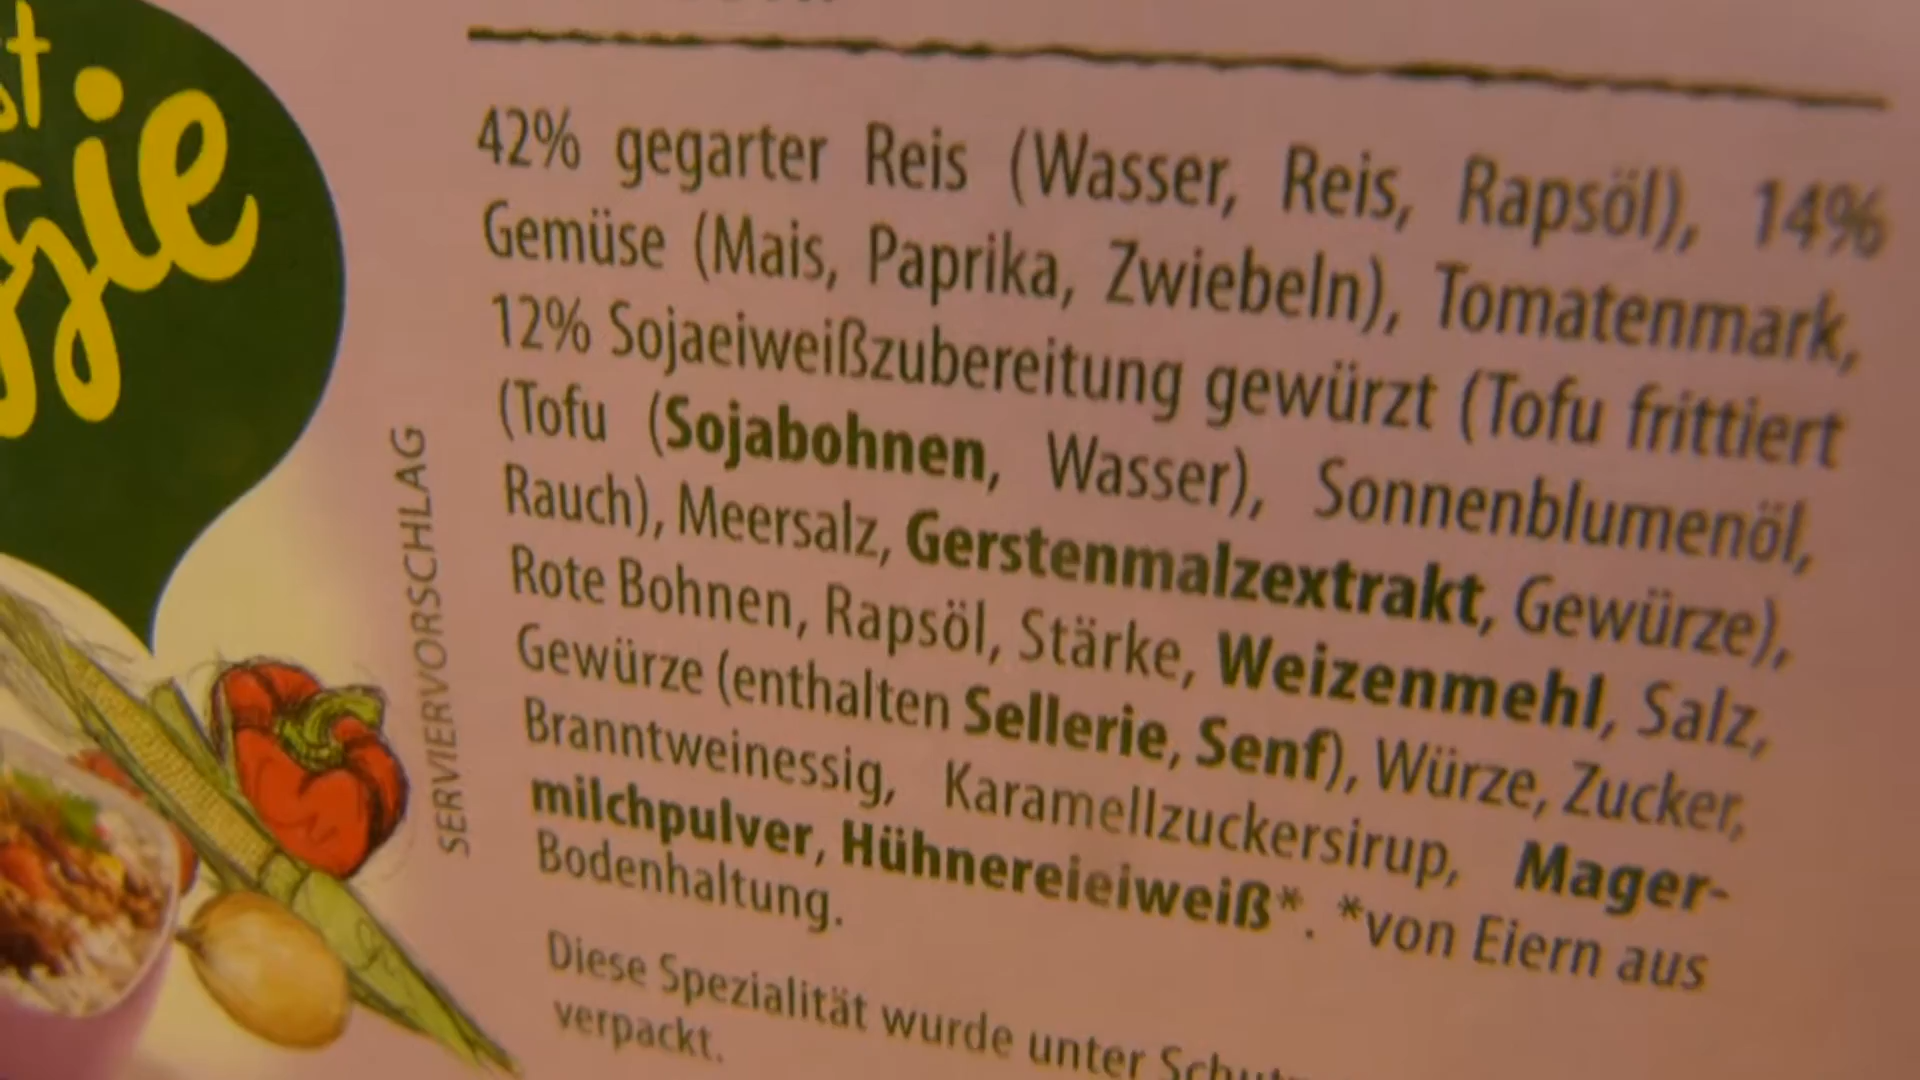 42% gegarter Reis (Wasser, Reis, Rapsöl), 14%
Gemüse (Mais, Paprika, Zwiebeln), Tomatenmark,
12% Sojaeiweißzubereitung gewürzt (Tofu frittiert
(Tofu (Sojabohnen, Wasser), Sonnenblumenöl,
Rauch), Meersalz, Gerstenmalzextrakt, Gewürze),
Rote Bohnen, Rapsöl, Stärke, Weizenmehl, Salz,
Gewürze (enthalten Sellerie, Senf), Würze, Zucker,
Branntweinessig, Karamellzuckersirup, Mager-
milchpulver, Hühnereieiweiß*. *von Eiern aus
Bodenhaltung.
Diese Spezialität wurde unter
verpackt.
SERVIERVORSCHLAG